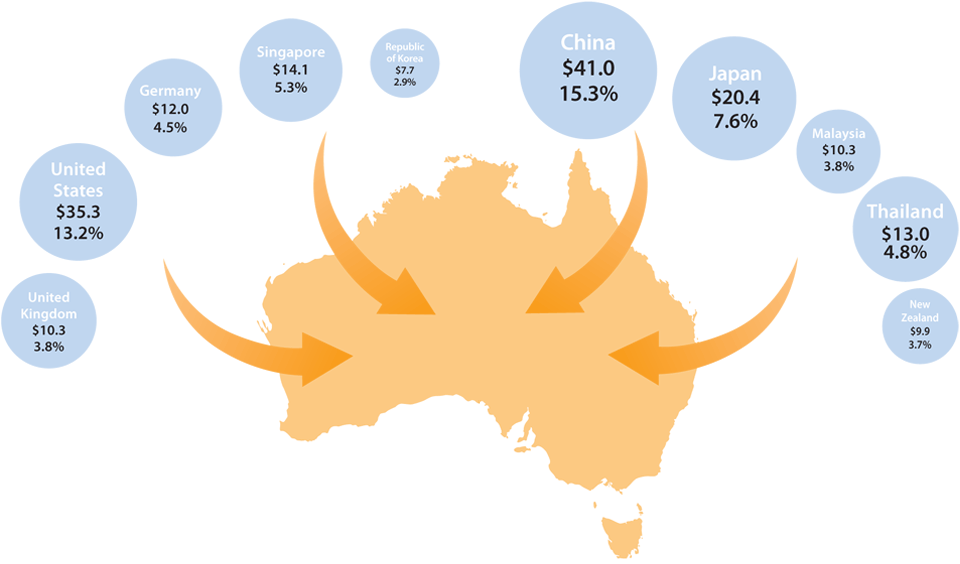 United
Kingdom
$10.3
3.8%
United
States
$35.3
13.2%
Germany
$12.0
4.5%
Singapore
$14.1
5.3%
Republic
of Korea
$7.7
2.9%
China
$41.0
15.3%
Japan
$20.4
7.6%
Malaysia
$10.3
3.8%
Thailand
$13.0
4.8%
New
Zealand
$9.9
3.7%